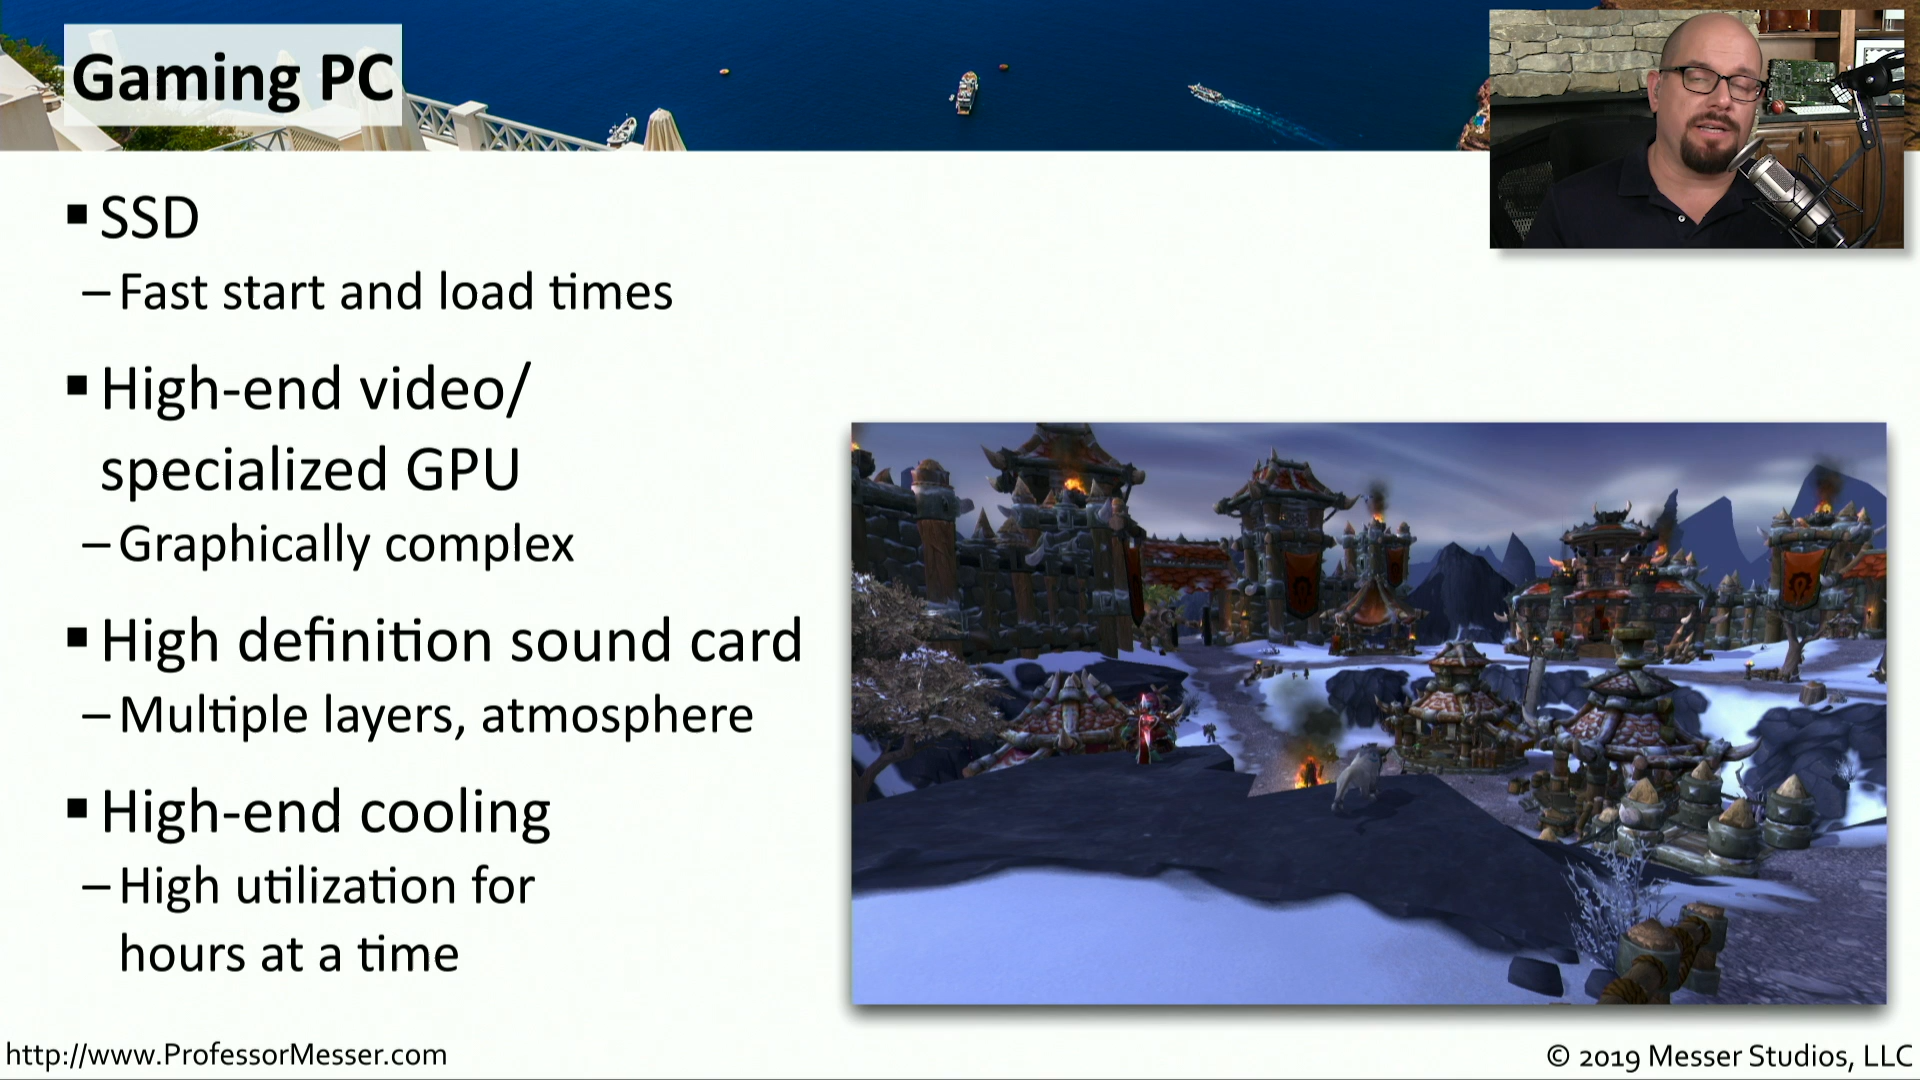 Gaming PC
▪ SSD
– Fast start and load times
▪ High-end video/
specialized GPU
– Graphically complex
▪ High definition sound card
– Multiple layers, atmosphere
▪ High-end cooling
– High utilization for
hours at a time
http://www.ProfessorMesser.com
© 2019 Messer Studios, LLC